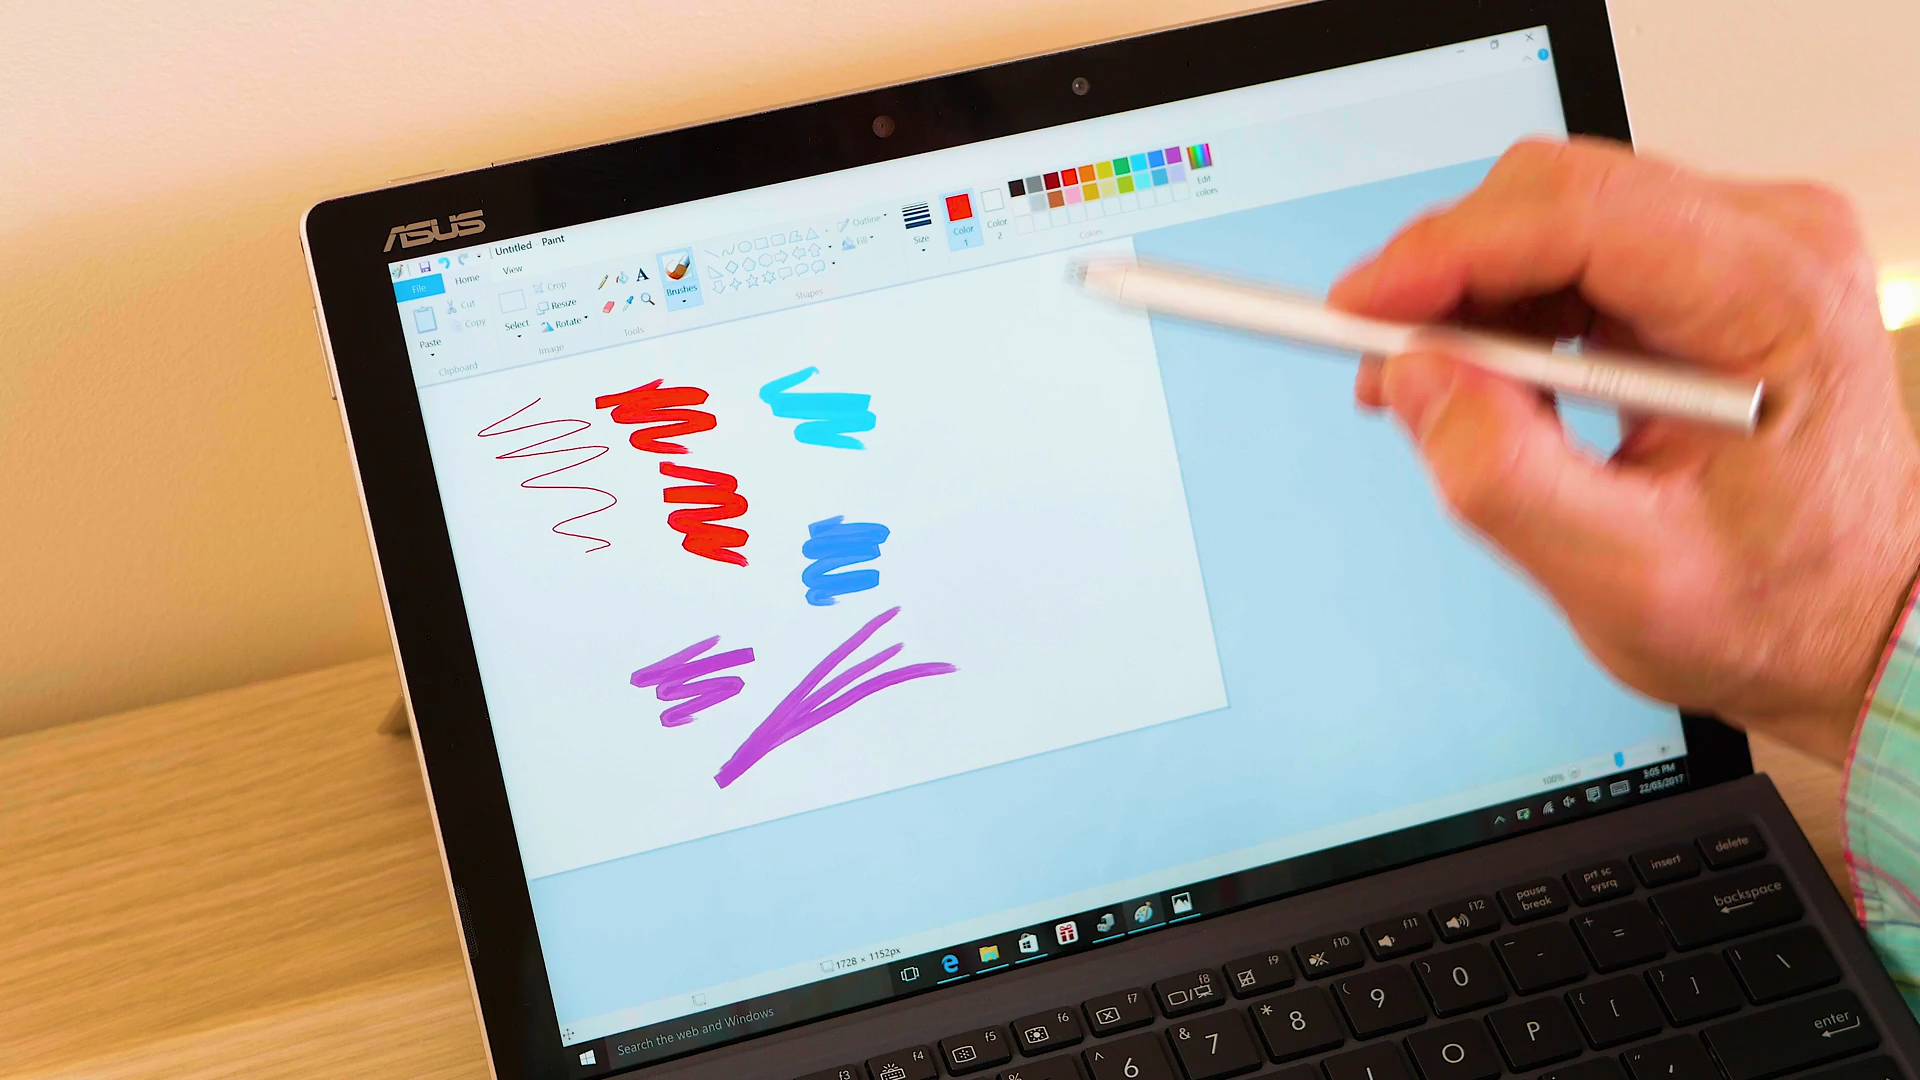 ASUS
Untitled - Paint
File
Home
View
Paste
Cut
Copy
Clipboard
Select
Crop
Resize
Rotate
Image
A
Tools
Brushes
Shapes
Outline
Fill
Size
Color
1
Color
2
Edit
colors
Colors
100%
1728 × 1152px
5:05 PM
22/03/2017
Search the web and Windows
f3
f4
f5
f6
f7
f8
f9
f10
f11
f12
pause
break
prt sc
sysrq
insert
delete
%
^
6
&
7
*
8
(
9
)
0
-
+
=
backspace
O
P
{
[
}
]
\
enter